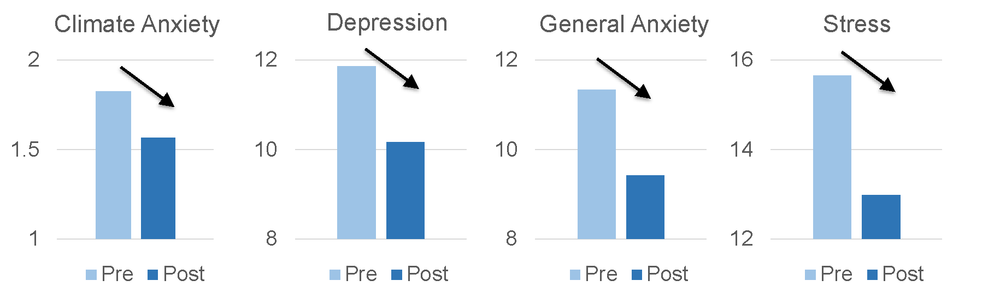 Climate Anxiety
2
1.5
1
Pre Post
Depression
12
10
8
Pre Post
General Anxiety
12
10
8
Pre Post
Stress
16
14
12
Pre Post